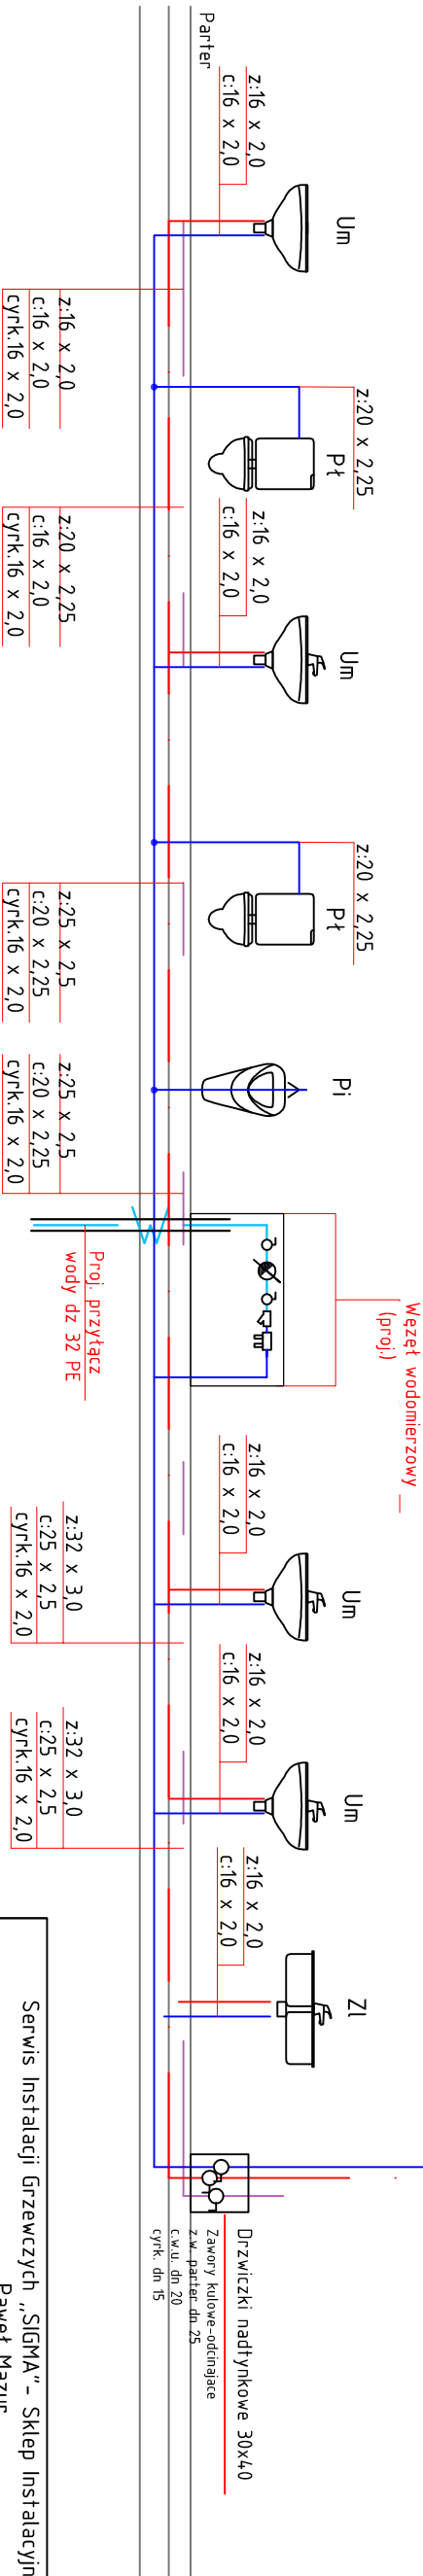 Parter
z:16 x 2,0
c:16 x 2,0
Um
z:16 x 2,0
c:16 x 2,0
cyrk.16 x 2,0
z:20 x 2,25
Pł
z:20 x 2,25
c:16 x 2,0
cyrk.16 x 2,0
z:16 x 2,0
c:16 x 2,0
Um
z:20 x 2,25
Pł
z:25 x 2,5
c:20 x 2,25
cyrk.16 x 2,0
Pi
z:25 x 2,5
c:20 x 2,25
cyrk.16 x 2,0
Proj. przyłącz
wody dz 32 PE
Węzeł wodomierzowy
(proj.)
z:16 x 2,0
c:16 x 2,0
Um
z:32 x 3,0
c:25 x 2,5
cyrk.16 x 2,0
z:16 x 2,0
c:16 x 2,0
Um
z:32 x 3,0
c:25 x 2,5
cyrk.16 x 2,0
z:16 x 2,0
c:16 x 2,0
Zl
Drzwiczki nadtynkowe 30x40
Zawory kulowe-odcinajace
z.w. parter dn 25
c.w.u. dn 20
cyrk. dn 15
Serwis Instalacji Grzewczych „SIGMA”- Sklep Instalacyjn
Paweł Mazur